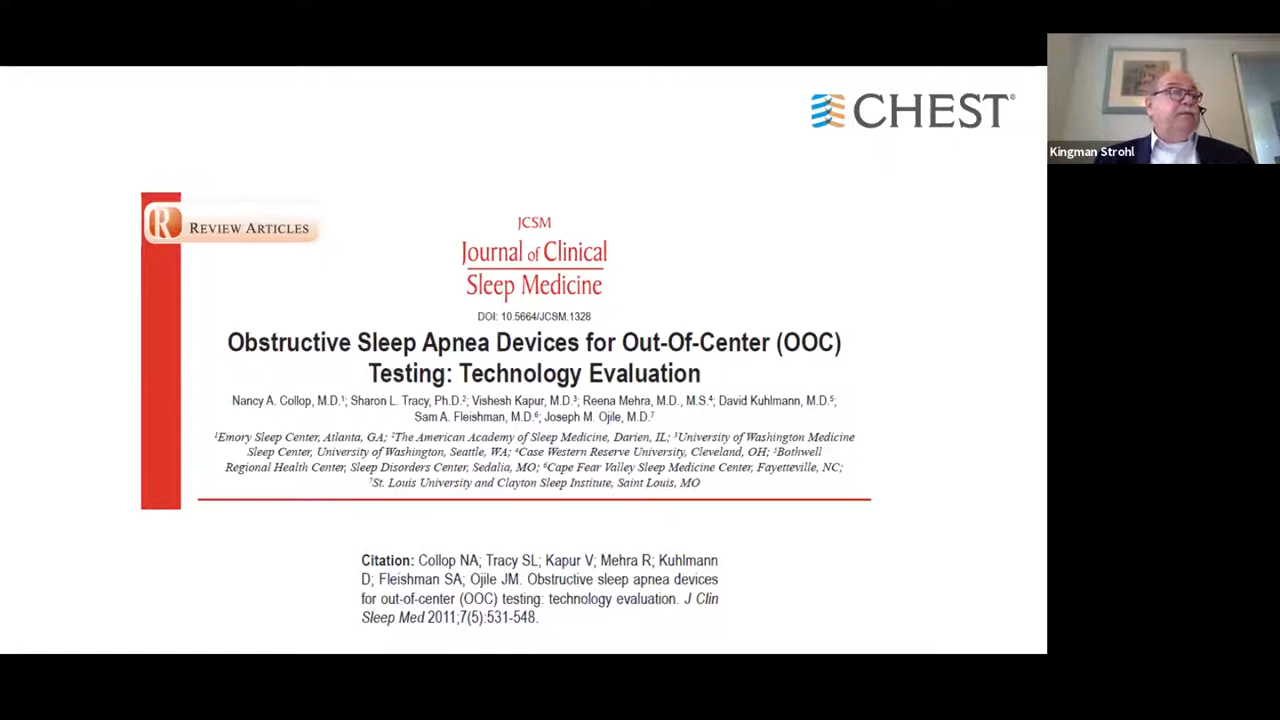 CHEST®
Kingman Strohl
R REVIEW ARTICLES
JCSM
Journal of Clinical
Sleep Medicine
DOI: 10.5664/JCSM.1328
Obstructive Sleep Apnea Devices for Out-Of-Center (OOC)
Testing: Technology Evaluation
Nancy A. Collop, M.D.1; Sharon L. Tracy, Ph.D.2; Vishesh Kapur, M.D.3; Reena Mehra, M.D., M.S.4; David Kuhlmann, M.D.5;
Sam A. Fleishman, M.D.6; Joseph M. Ojile, M.D.7
1Emory Sleep Center, Atlanta, GA; 2The American Academy of Sleep Medicine, Darien, IL; 3University of Washington Medicine
Sleep Center, University of Washington, Seattle, WA; 4Case Western Reserve University, Cleveland, OH; 5Bothwell
Regional Health Center, Sleep Disorders Center, Sedalia, MO; 6Cape Fear Valley Sleep Medicine Center, Fayetteville, NC;
7St. Louis University and Clayton Sleep Institute, Saint Louis, MO
Citation: Collop NA; Tracy SL; Kapur V; Mehra R; Kuhlmann
D; Fleishman SA; Ojile JM. Obstructive sleep apnea devices
for out-of-center (OOC) testing: technology evaluation. J Clin
Sleep Med 2011;7(5):531-548.